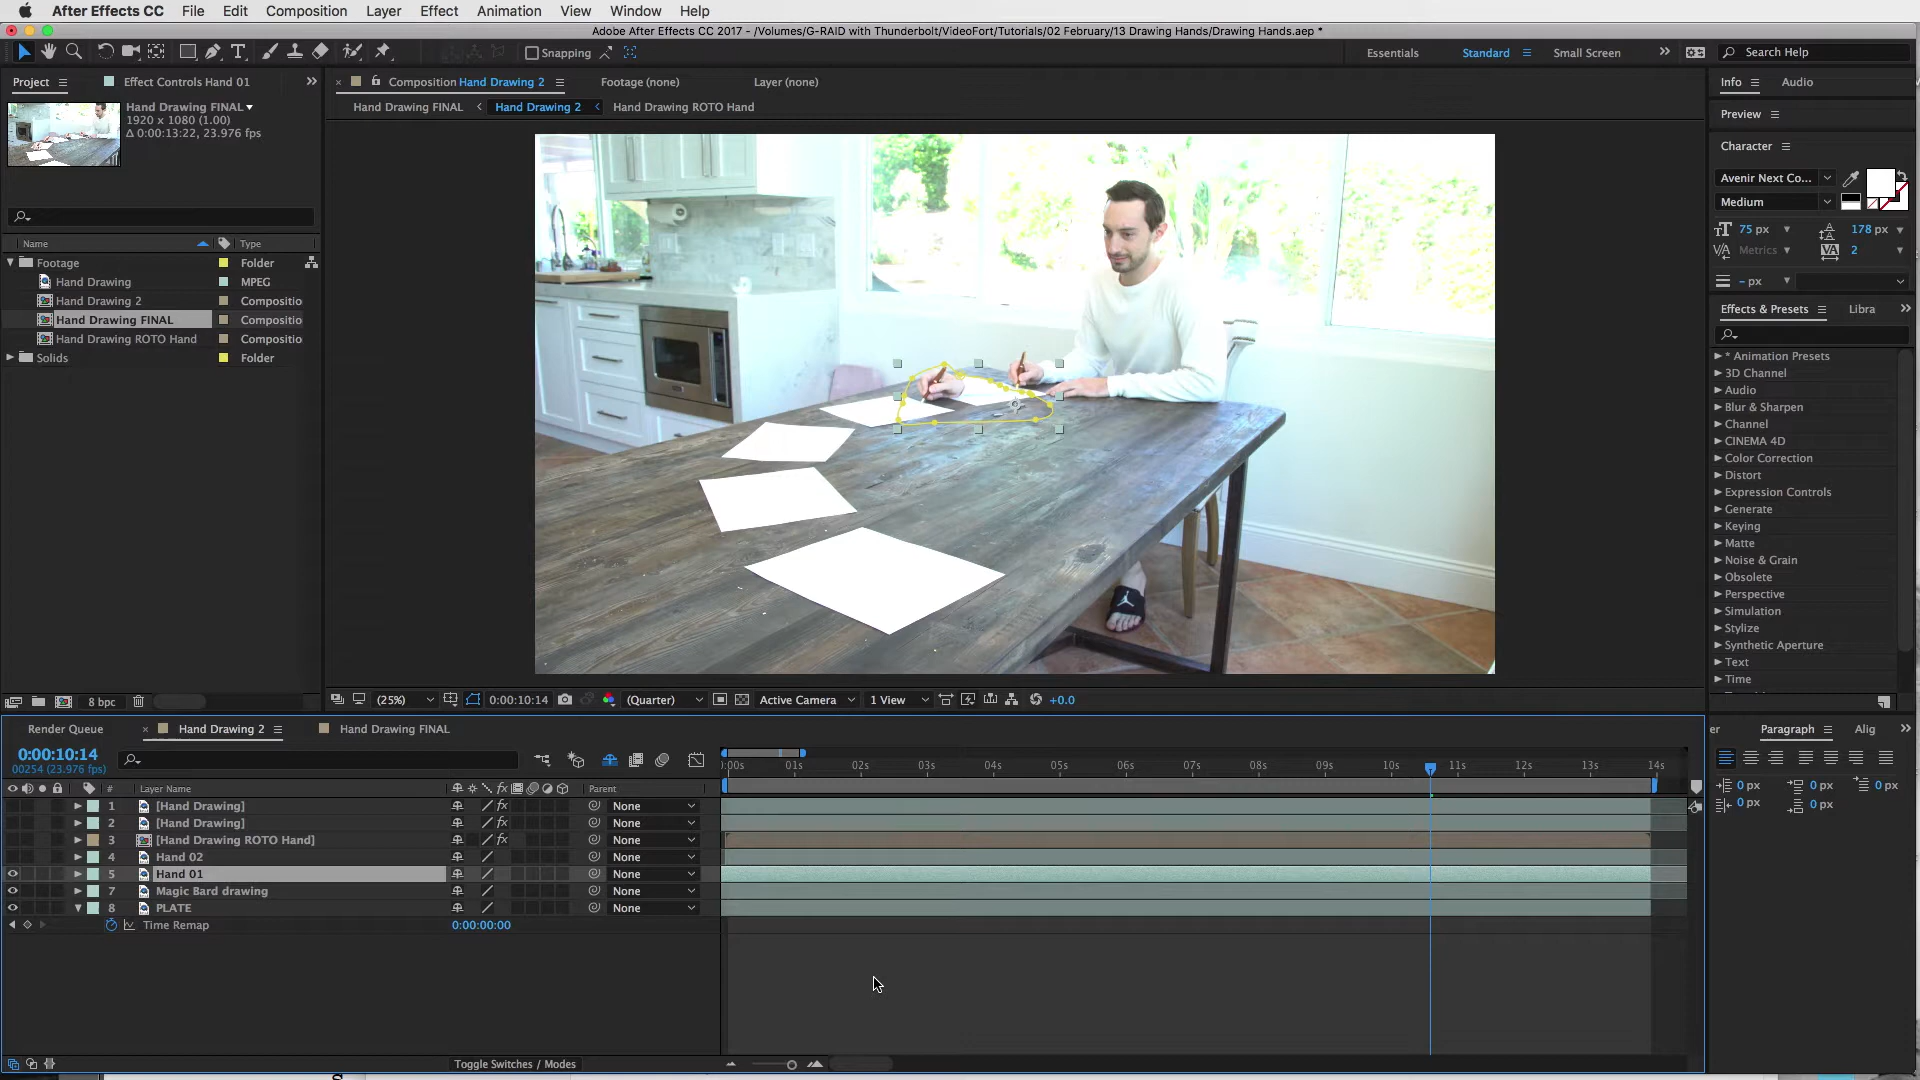 After Effects CC File Edit Composition Layer Effect Animation View Window Help
Adobe After Effects CC 2017 - /Volumes/G-RAID with Thunderbolt/VideoFort/Tutorials/02 February/13 Drawing Hands/Drawing Hands.aep *
Snapping Essentials Standard Small Screen Search Help
Project Effect Controls Hand 01 Composition Hand Drawing 2 Footage (none) Layer (none) Info Audio
Hand Drawing FINAL
1920 x 1080 (1.00)
Δ 0:00:13:22, 23.976 fps
Hand Drawing FINAL Hand Drawing 2 Hand Drawing ROTO Hand
Preview
Character
Avenir Next Co...
Medium
75 px 178 px
Metrics 2
- px
Name Type
Footage Folder
Hand Drawing MPEG
Hand Drawing 2 Compositio
Hand Drawing FINAL Compositio
Hand Drawing ROTO Hand Compositio
Solids Folder
Effects & Presets Libra
* Animation Presets
3D Channel
Audio
Blur & Sharpen
Channel
CINEMA 4D
Color Correction
Distort
Expression Controls
Generate
Keying
Matte
Noise & Grain
Obsolete
Perspective
Simulation
Stylize
Synthetic Aperture
Text
Time
8 bpc (25%) 0:00:10:14 (Quarter) Active Camera 1 View +0.0
Render Queue Hand Drawing 2 Hand Drawing FINAL
0:00:10:14
00254 (23.976 fps)
:00s 01s 02s 03s 04s 05s 06s 07s 08s 09s 10s 11s 12s 13s 14s
# Layer Name fx Parent
1 [Hand Drawing] fx None
2 [Hand Drawing] fx None
3 [Hand Drawing ROTO Hand] fx None
4 Hand 02 None
5 Hand 01 None
7 Magic Bard drawing None
8 PLATE None
Time Remap 0:00:00:00
Toggle Switches / Modes
er Paragraph Alig
0 px 0 px 0 px
0 px 0 px